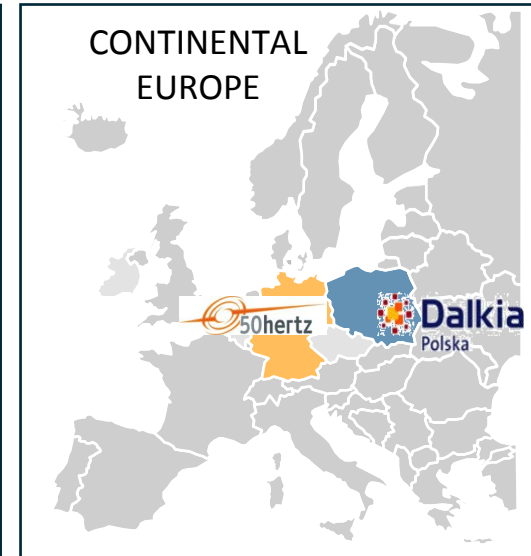 CONTINENTAL
EUROPE
50hertz
Dalkia
Polska